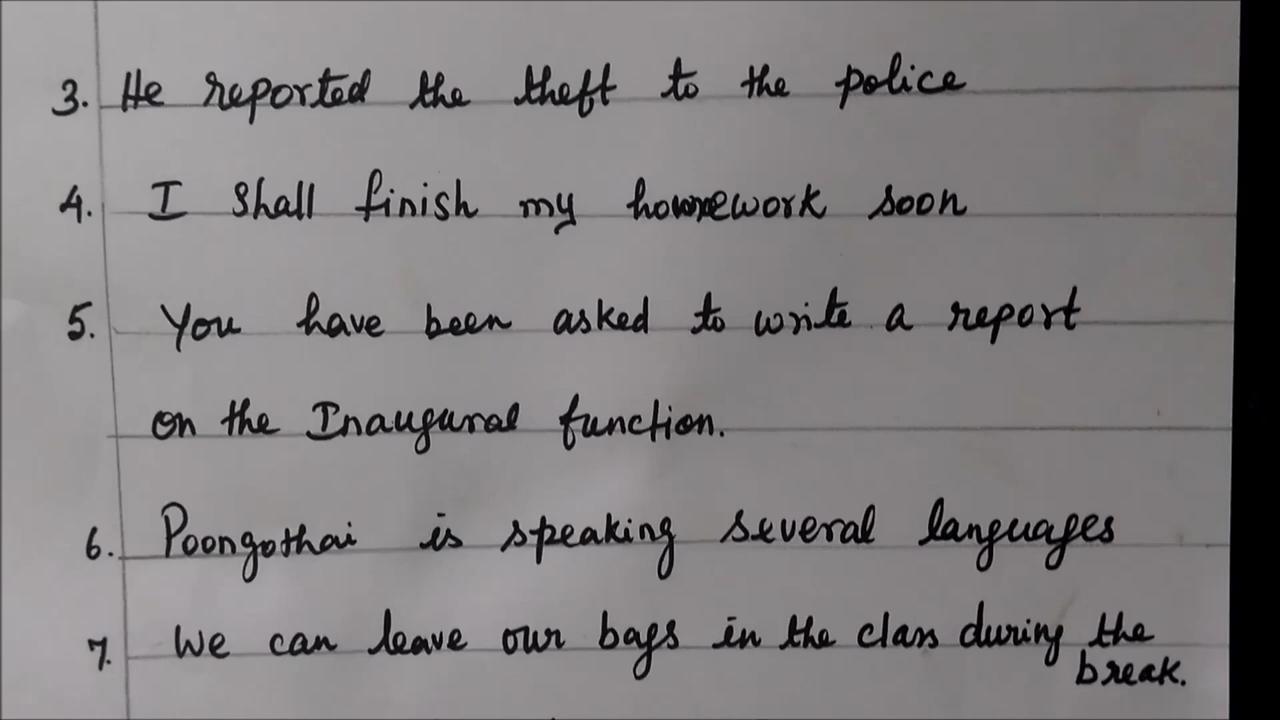 3. He reported the theft to the police
4. I shall finish my homework soon
5. You have been asked to write a report
on the Inaugural function.
6. Poongothai is speaking several languages
7. We can leave our bags in the class during the
break.